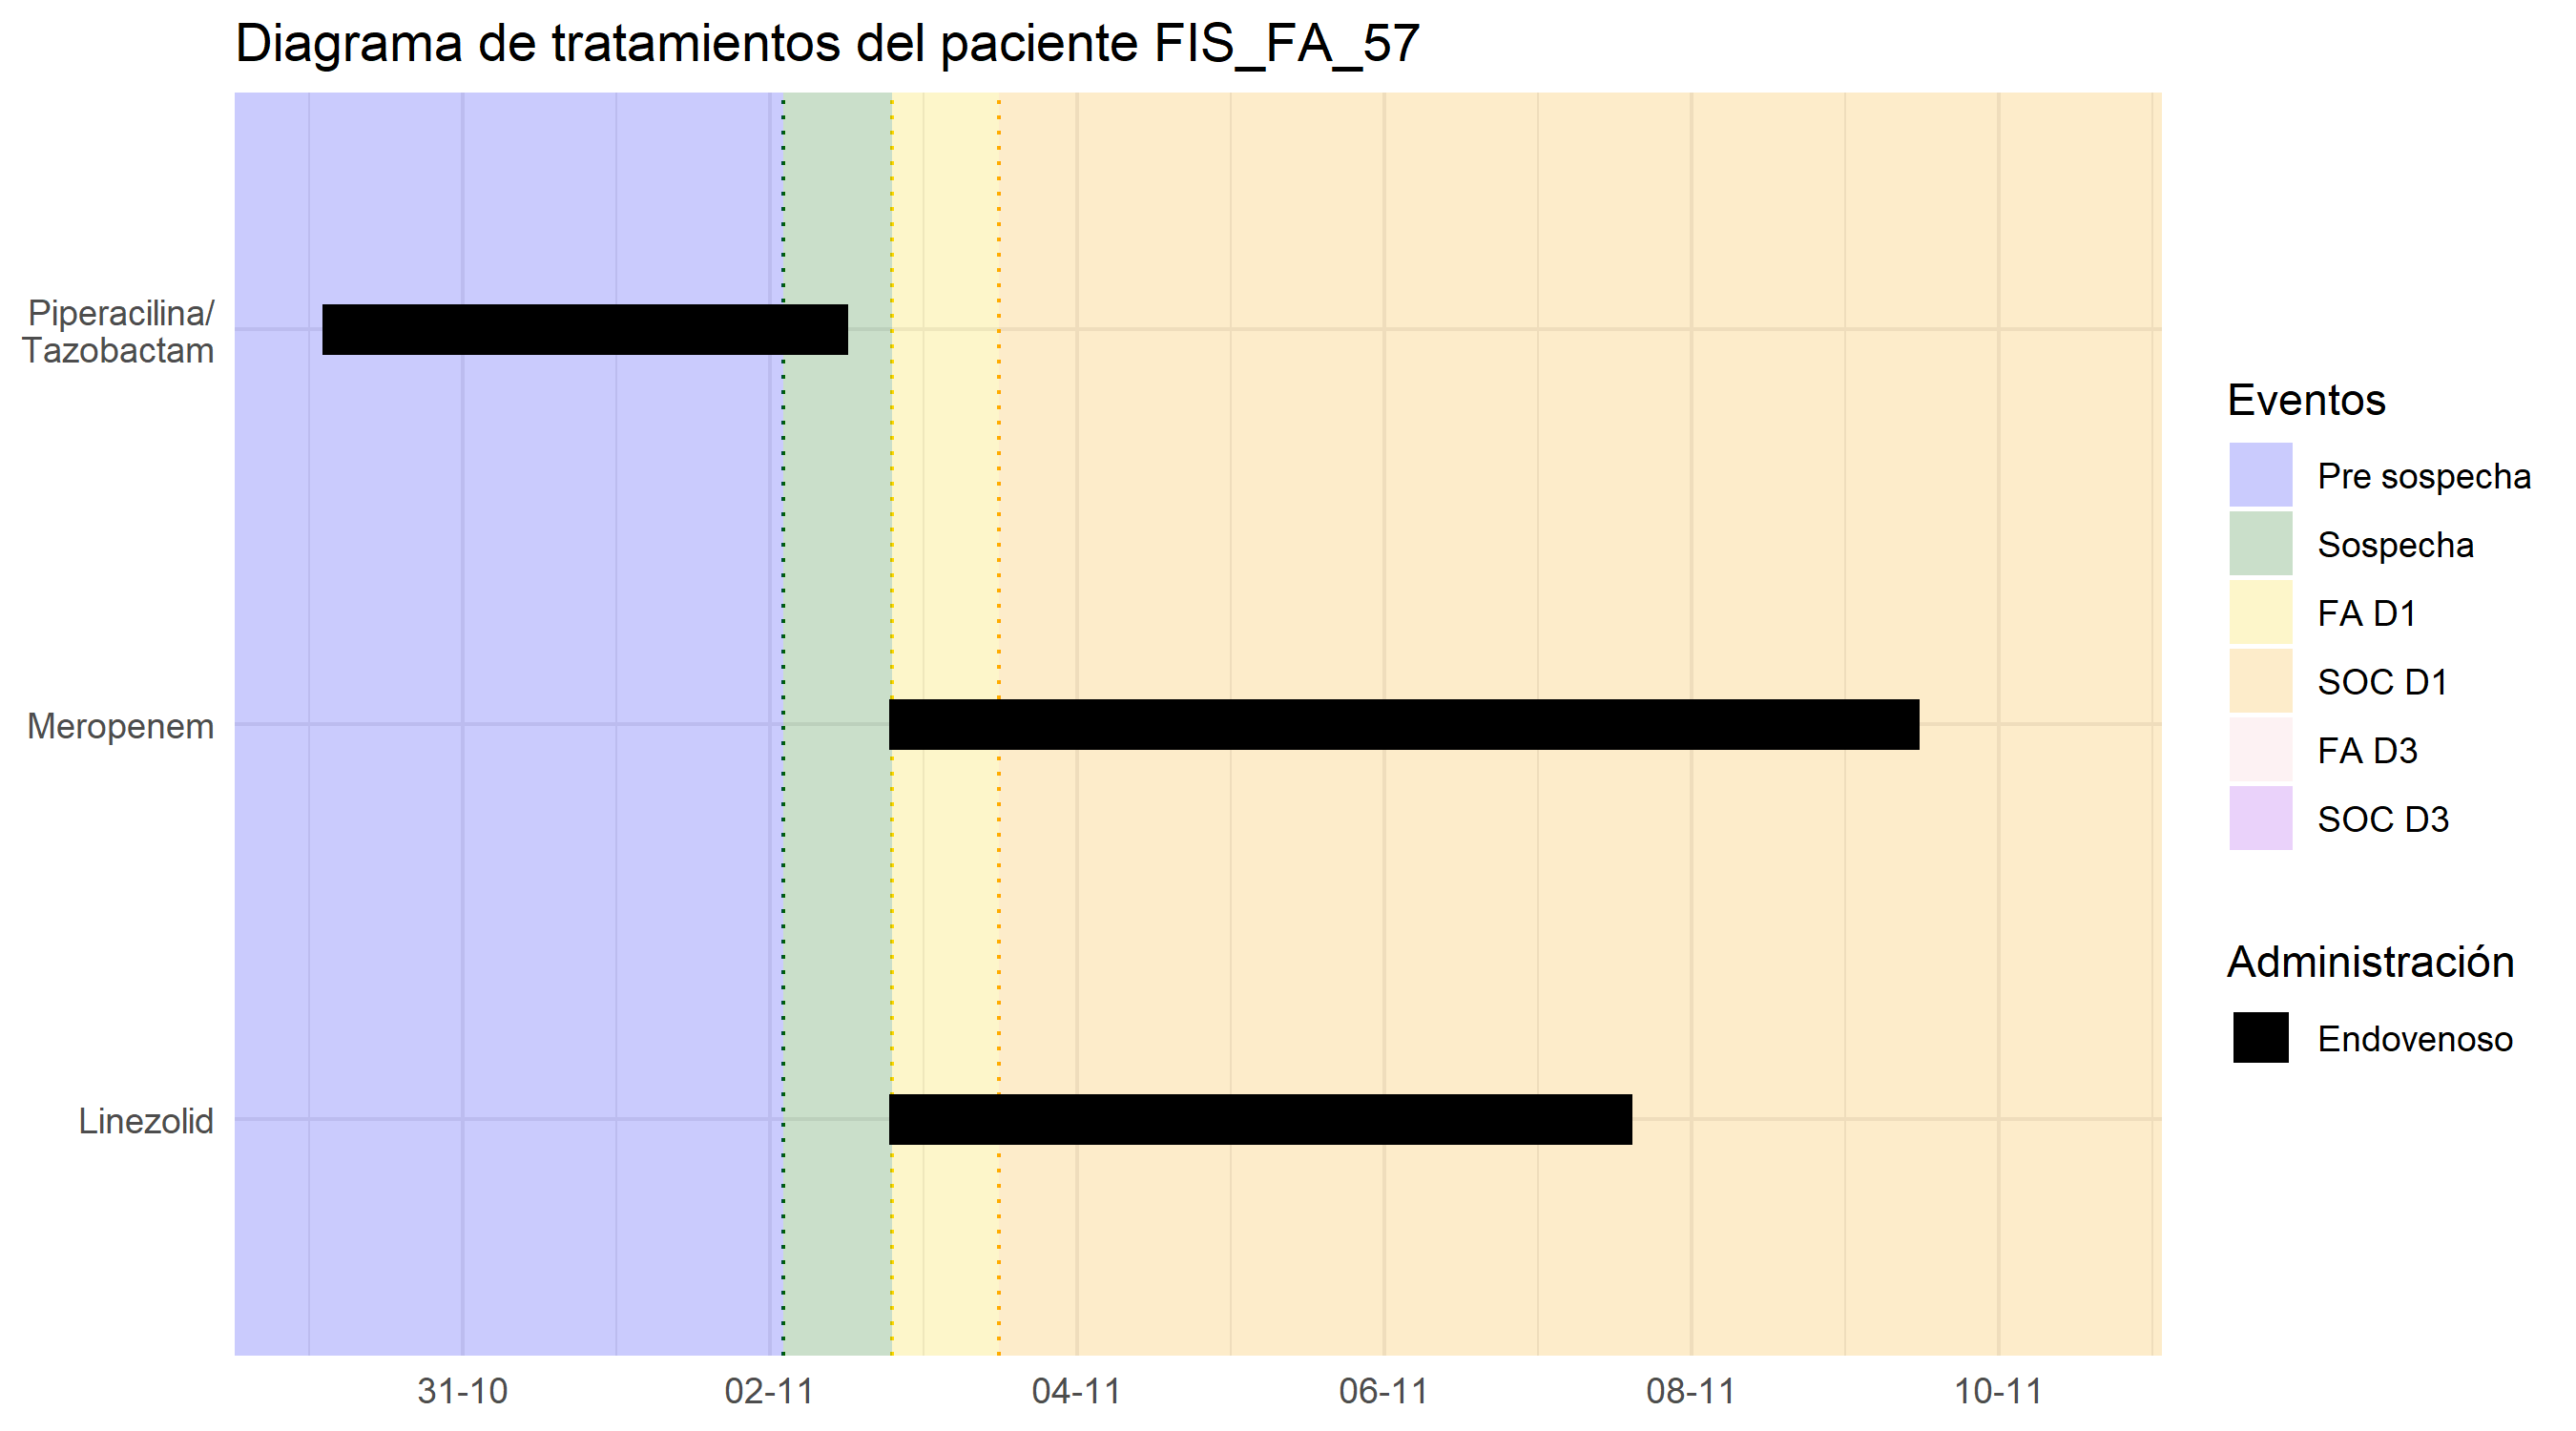 Diagrama de tratamientos del paciente FIS_FA_57
Piperacilina/
Tazobactam
Meropenem
Linezolid
31-10
02-11
04-11
06-11
08-11
10-11
Eventos
Pre sospecha
Sospecha
FA D1
SOC D1
FA D3
SOC D3
Administración
Endovenoso